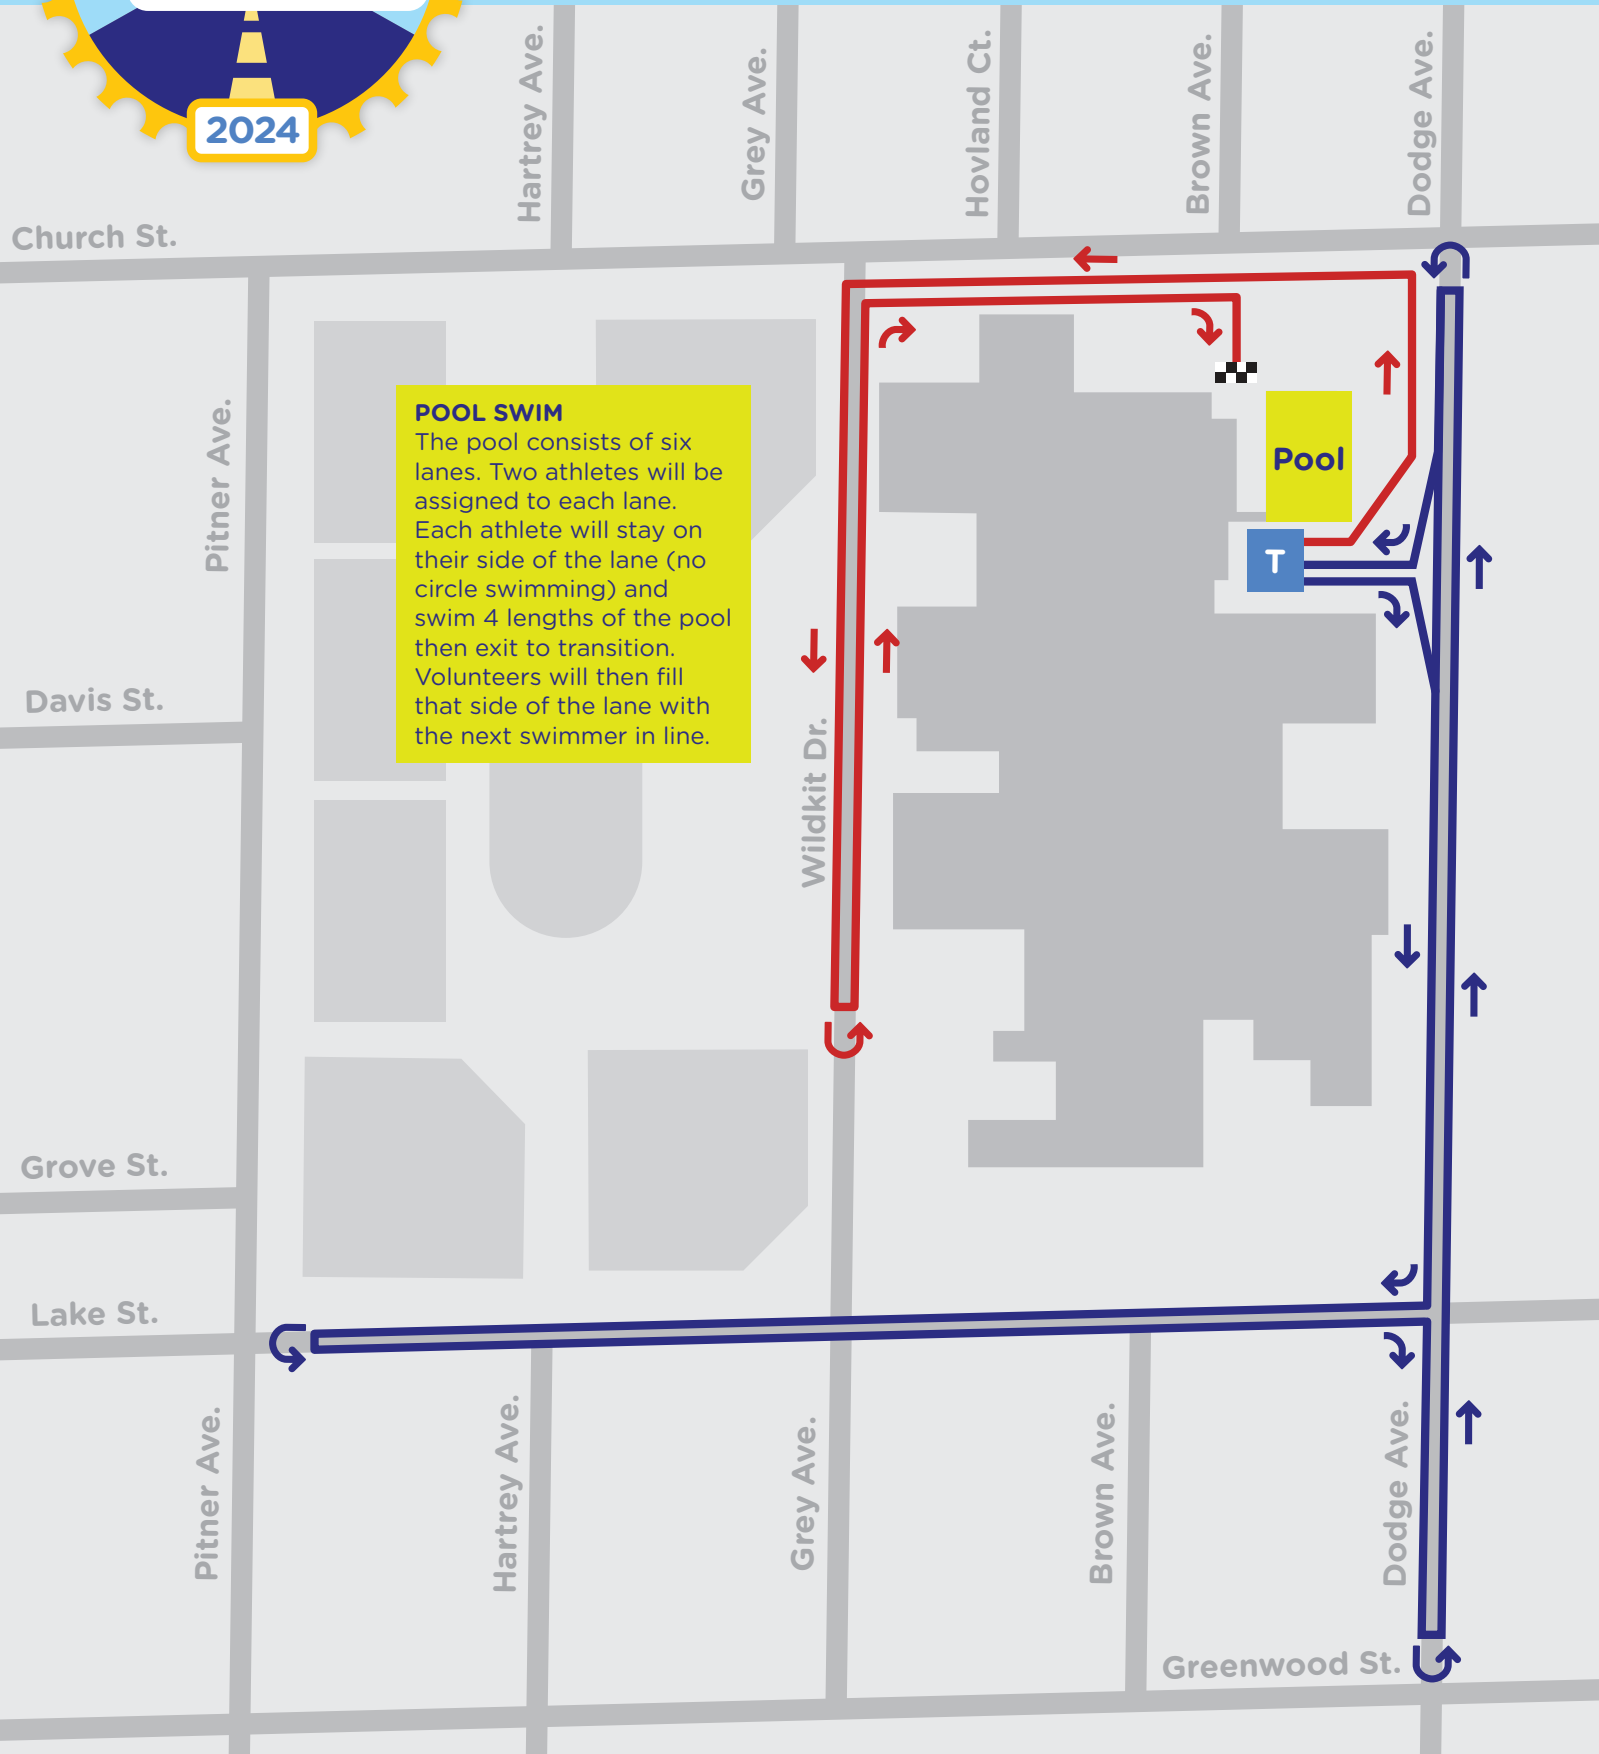 2024
Hartrey Ave.
Grey Ave.
Hovland Ct.
Brown Ave.
Dodge Ave.
Church St.
Pitner Ave.
POOL SWIM
The pool consists of six
lanes. Two athletes will be
assigned to each lane.
Each athlete will stay on
their side of the lane (no
circle swimming) and
swim 4 lengths of the pool
then exit to transition.
Volunteers will then fill
that side of the lane with
the next swimmer in line.
Pool
T
Davis St.
Wildkit Dr.
Grove St.
Lake St.
Pitner Ave.
Hartrey Ave.
Grey Ave.
Brown Ave.
Dodge Ave.
Greenwood St.